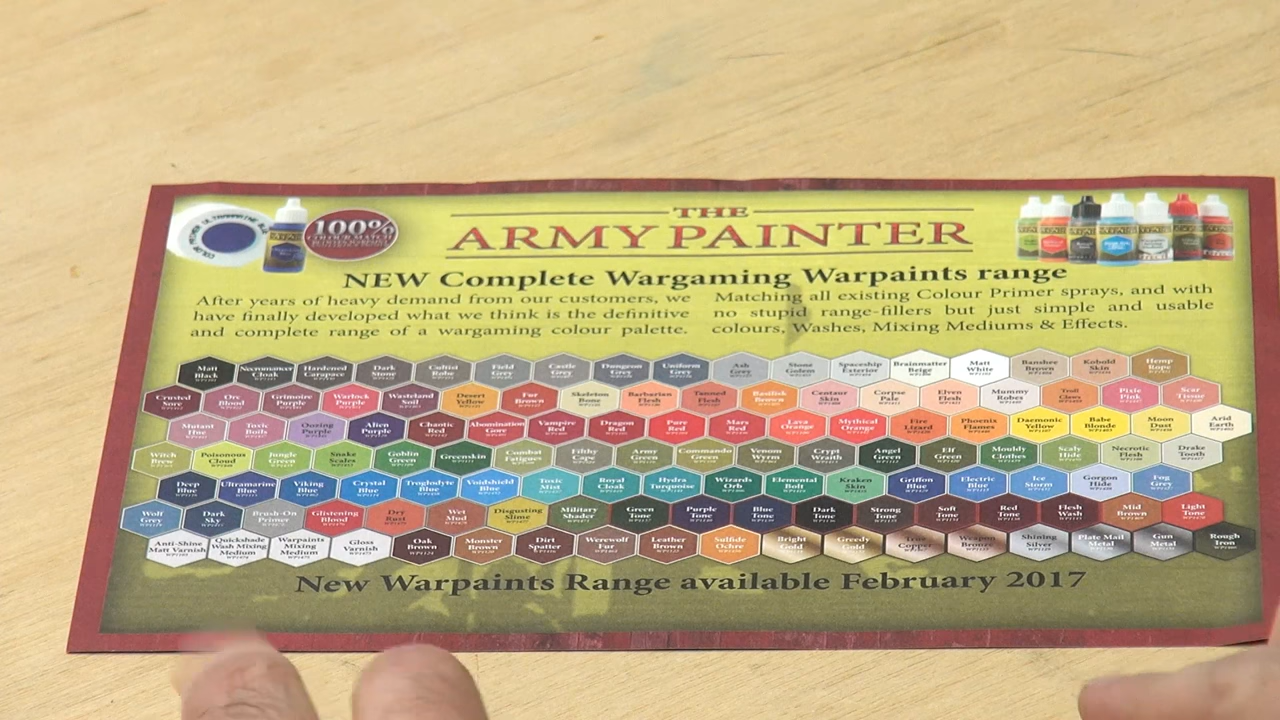 100%
COLOUR MATCH
THE
ARMY PAINTER
NEW Complete Wargaming Warpaints range
After years of heavy demand from our customers, we
have finally developed what we think is the definitive
and complete range of a wargaming colour palette.
Matching all existing Colour Primer sprays, and with
no stupid range-fillers but just simple and usable
colours, Washes, Mixing Mediums & Effects.
Matt Black
Necromancer Cloak
Hardened Carapace
Dark Stone
Cultist Robe
Field Grey
Castle Grey
Dungeon Grey
Uniform Grey
Ash Grey
Stone Golem
Spaceship Exterior
Brainmatter Beige
Matt White
Banshee Brown
Kobold Skin
Hemp Rope
Crusted Sore
Orc Blood
Grimoire Purple
Warlock Purple
Wasteland Soil
Desert Yellow
Fur Brown
Skeleton Bone
Barbarian Flesh
Tanned Flesh
Basilisk Brown
Centaur Skin
Corpse Pale
Elven Flesh
Mummy Robes
Troll Claws
Pixie Pink
Scar Tissue
Mutant Hue
Toxic Boils
Oozing Purple
Alien Purple
Chaotic Red
Abomination Gore
Vampire Red
Dragon Red
Pure Red
Mars Red
Lava Orange
Mythical Orange
Fire Lizard
Phoenix Flames
Daemonic Yellow
Babe Blonde
Moon Dust
Arid Earth
Witch Brew
Poisonous Cloud
Jungle Green
Snake Scales
Goblin Green
Greenskin
Combat Fatigues
Filthy Cape
Army Green
Commando Green
Venom Wyrm
Crypt Wraith
Angel Green
Elf Green
Mouldy Clothes
Scaly Hide
Necrotic Flesh
Drake Tooth
Deep Blue
Ultramarine Blue
Viking Blue
Crystal Blue
Troglodyte Blue
Voidshield Blue
Toxic Mist
Royal Cloak
Hydra Turquoise
Wizards Orb
Elemental Bolt
Kraken Skin
Griffon Blue
Electric Blue
Ice Storm
Gorgon Hide
Fog Grey
Wolf Grey
Dark Sky
Brush-On Primer
Glistening Blood
Dry Rust
Wet Mud
Disgusting Slime
Military Shader
Green Tone
Purple Tone
Blue Tone
Dark Tone
Strong Tone
Soft Tone
Red Tone
Flesh Wash
Mid Brown
Light Tone
Anti-Shine Matt Varnish
Quickshade Wash Mixing Medium
Warpaints Mixing Medium
Gloss Varnish
Oak Brown
Monster Brown
Dirt Spatter
Werewolf Fur
Leather Brown
Sulfide Ochre
Bright Gold
Greedy Gold
True Copper
Weapon Bronze
Shining Silver
Plate Mail Metal
Gun Metal
Rough Iron
New Warpaints Range available February 2017